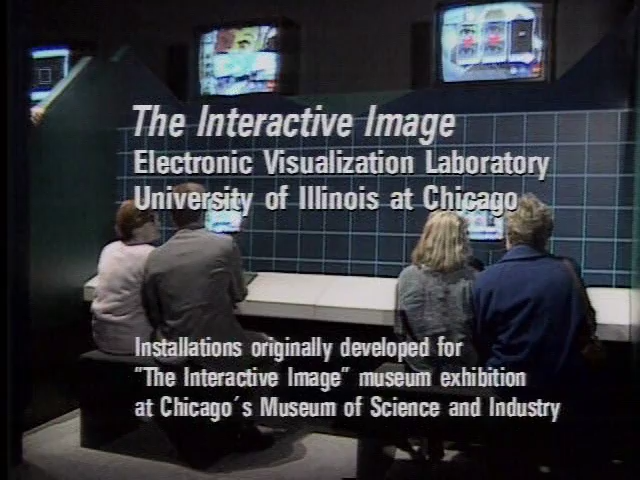 The Interactive Image
Electronic Visualization Laboratory
University of Illinois at Chicago
Installations originally developed for
"The Interactive Image" museum exhibition
at Chicago's Museum of Science and Industry